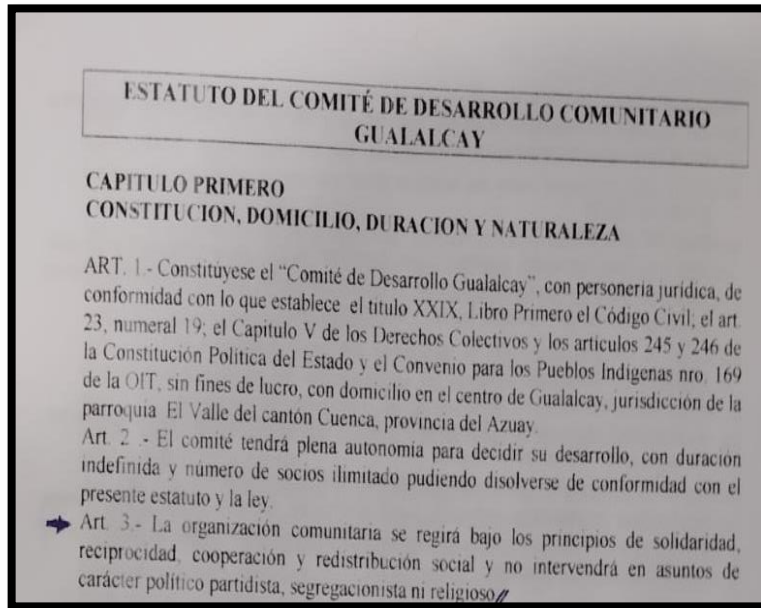 ESTATUTO DEL COMITÉ DE DESARROLLO COMUNITARIO
GUALALCAY
CAPITULO PRIMERO
CONSTITUCION, DOMICILIO, DURACION Y NATURALEZA
ART. 1.- Constitúyese el “Comité de Desarrollo Gualalcay”, con personería jurídica, de
conformidad con lo que establece el titulo XXIX, Libro Primero el Código Civil; el art.
23, numeral 19; el Capitulo V de los Derechos Colectivos y los artículos 245 y 246 de
la Constitución Política del Estado y el Convenio para los Pueblos Indígenas nro. 169
de la OIT, sin fines de lucro, con domicilio en el centro de Gualalcay, jurisdicción de la
parroquia El Valle del cantón Cuenca, provincia del Azuay.
Art. 2 .- El comité tendrá plena autonomía para decidir su desarrollo, con duración
indefinida y número de socios ilimitado pudiendo disolverse de conformidad con el
presente estatuto y la ley.
Art. 3.- La organización comunitaria se regirá bajo los principios de solidaridad,
reciprocidad, cooperación y redistribución social y no intervendrá en asuntos de
carácter político partidista, segregacionista ni religioso